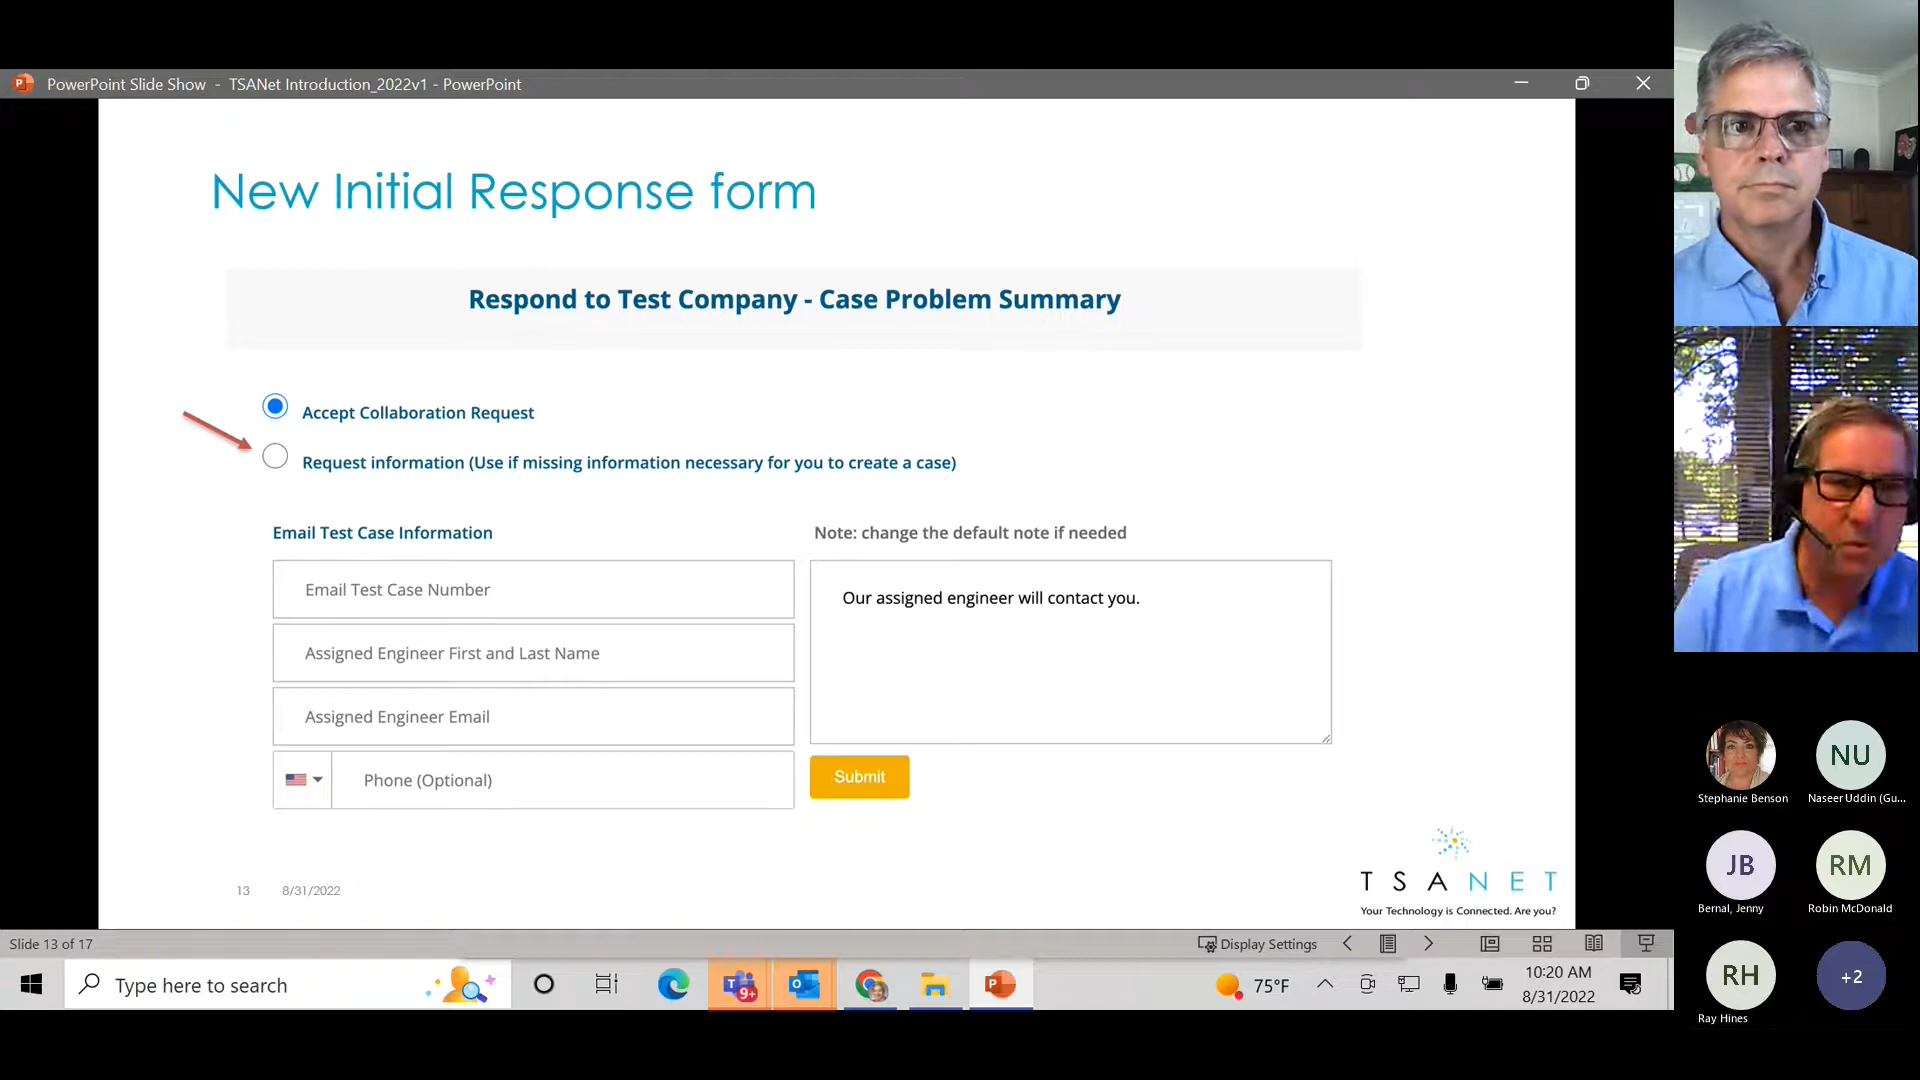 PowerPoint Slide Show - TSANet Introduction_2022v1 - PowerPoint
New Initial Response form
Respond to Test Company - Case Problem Summary
Accept Collaboration Request
Request information (Use if missing information necessary for you to create a case)
Email Test Case Information
Note: change the default note if needed
Email Test Case Number
Our assigned engineer will contact you.
Assigned Engineer First and Last Name
Assigned Engineer Email
Phone (Optional)
Submit
13 8/31/2022
TSANET
Your Technology is Connected. Are you?
Slide 13 of 17
Display Settings
Type here to search
9+
75°F
10:20 AM
8/31/2022
Stephanie Benson
NU
Naseer Uddin (Gu...
JB
Bernal, Jenny
RM
Robin McDonald
RH
Ray Hines
+2